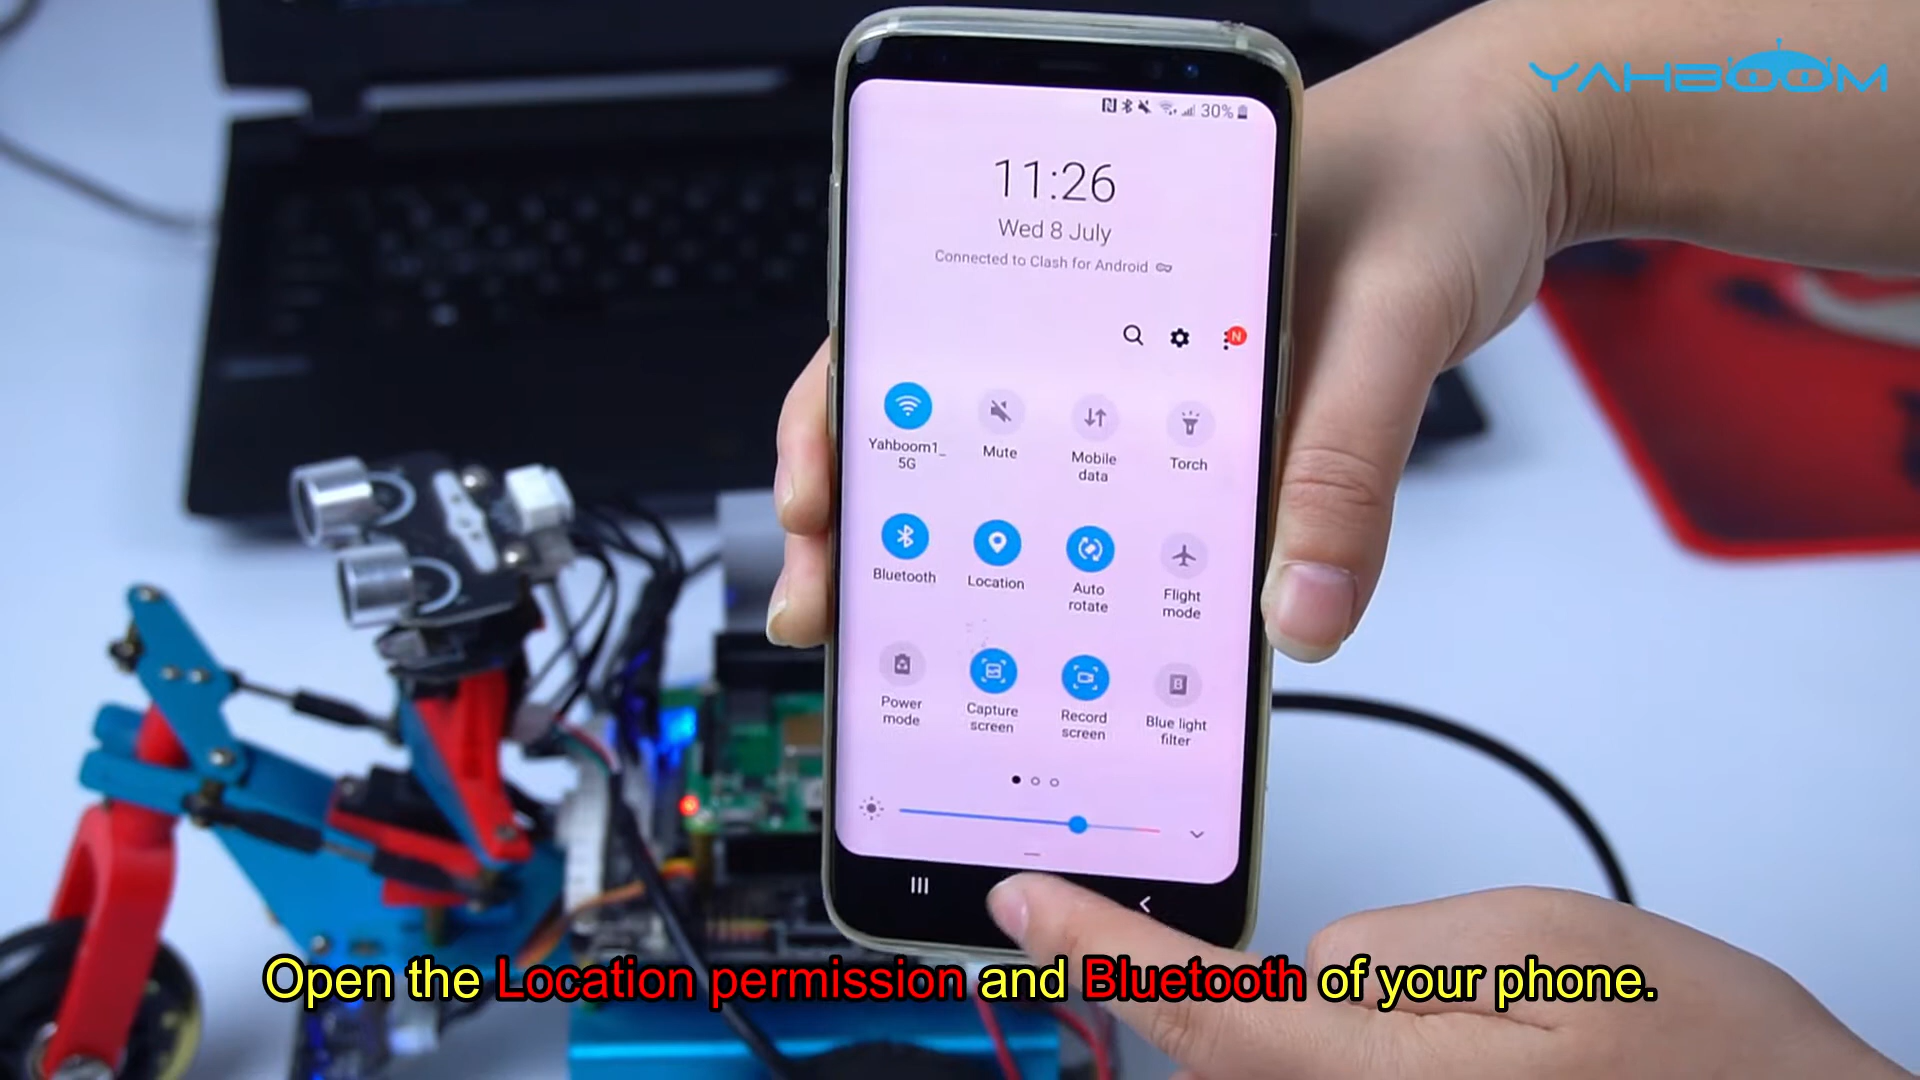 YAHBOOM
30%
11:26
Wed 8 July
Connected to Clash for Android
N
Yahboom1_
5G
Mute
Mobile
data
Torch
Bluetooth
Location
Auto
rotate
Flight
mode
Power
mode
Capture
screen
Record
screen
B
Blue light
filter
Open the Location permission and Bluetooth of your phone.